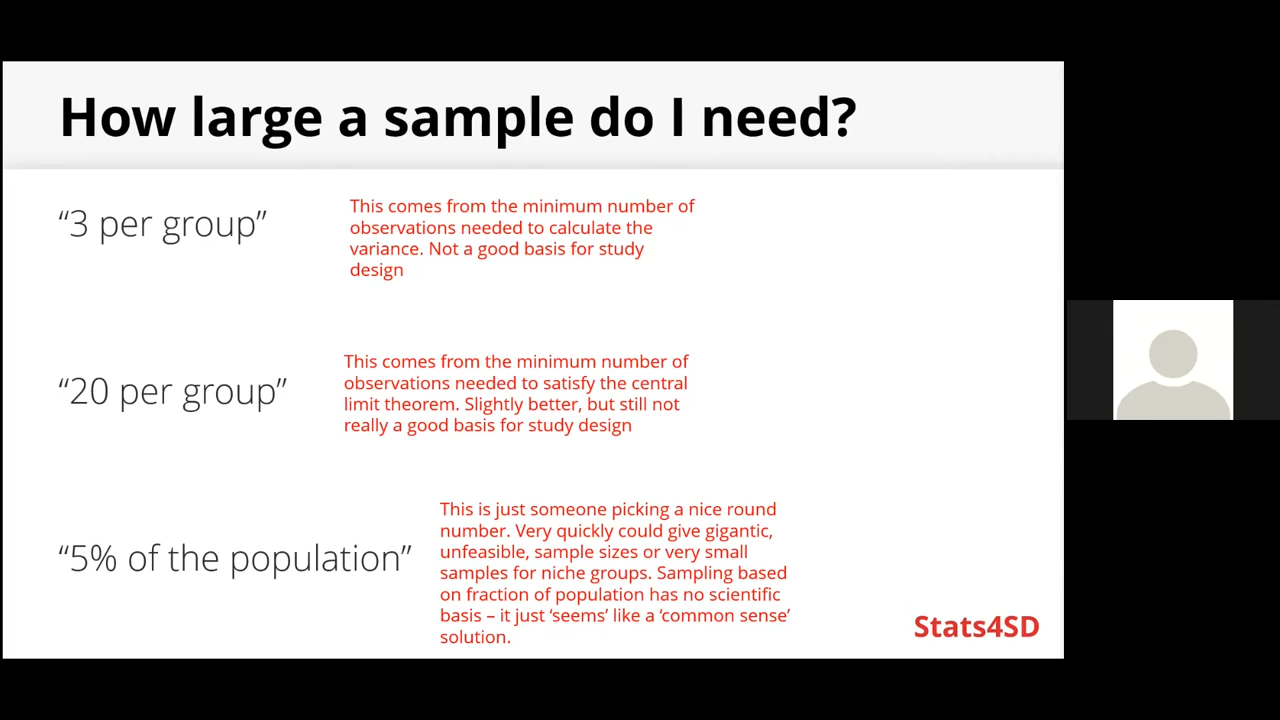 How large a sample do I need?
“3 per group”
This comes from the minimum number of
observations needed to calculate the
variance. Not a good basis for study
design
“20 per group”
This comes from the minimum number of
observations needed to satisfy the central
limit theorem. Slightly better, but still not
really a good basis for study design
“5% of the population”
This is just someone picking a nice round
number. Very quickly could give gigantic,
unfeasible, sample sizes or very small
samples for niche groups. Sampling based
on fraction of population has no scientific
basis – it just ‘seems’ like a ‘common sense’
solution.
Stats4SD